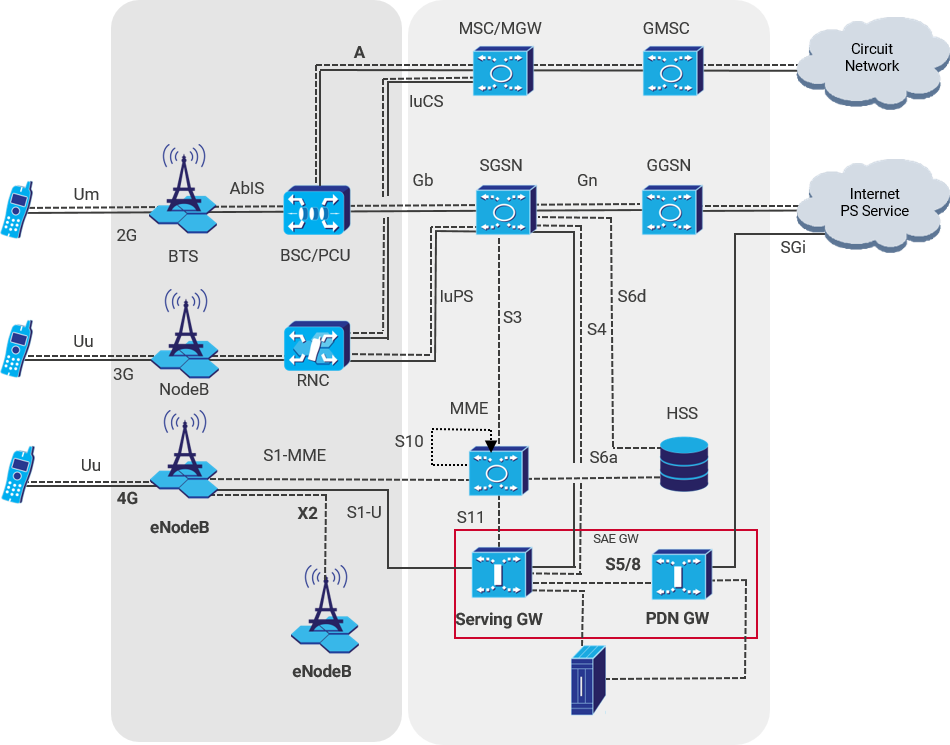 MSC/MGW
GMSC
A
Circuit
Network
IuCS
SGSN
GGSN
Um
AbIS
Gb
Gn
Internet
PS Service
2G
BTS
BSC/PCU
SGi
IuPS
S6d
S3
S4
Uu
3G
NodeB
RNC
MME
HSS
S10
S1-MME
S6a
Uu
4G
eNodeB
X2
S1-U
S11
SAE GW
S5/8
Serving GW
PDN GW
eNodeB